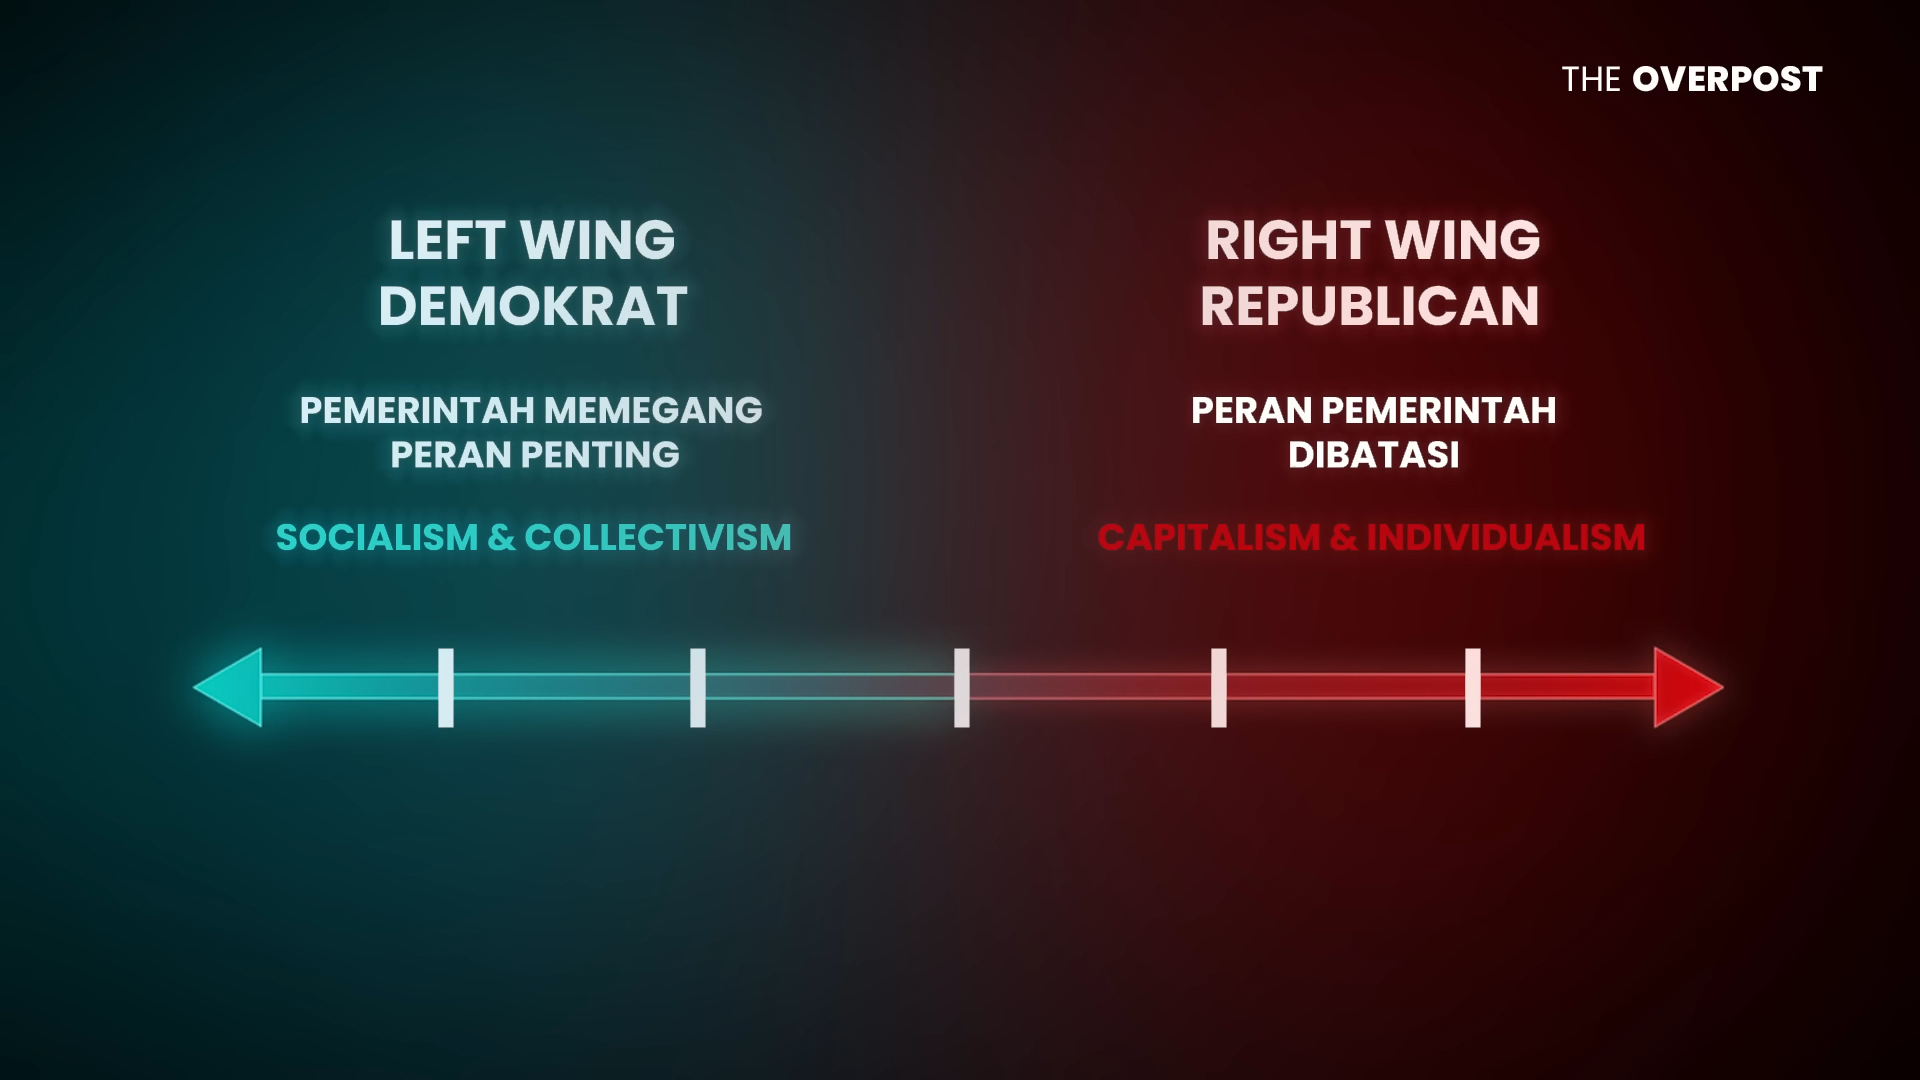 THE OVERPOST
LEFT WING
DEMOKRAT
PEMERINTAH MEMEGANG
PERAN PENTING
SOCIALISM & COLLECTIVISM
RIGHT WING
REPUBLICAN
PERAN PEMERINTAH
DIBATASI
CAPITALISM & INDIVIDUALISM